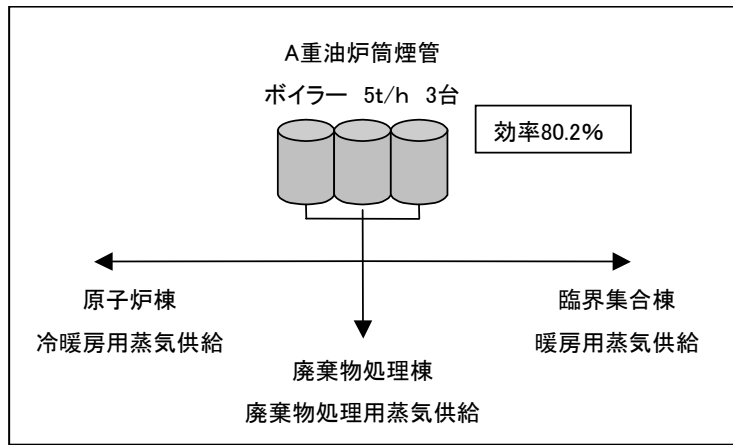 A重油炉筒煙管
ボイラー 5t/h 3台
効率80.2%
原子炉棟
冷暖房用蒸気供給
臨界集合棟
暖房用蒸気供給
廃棄物処理棟
廃棄物処理用蒸気供給